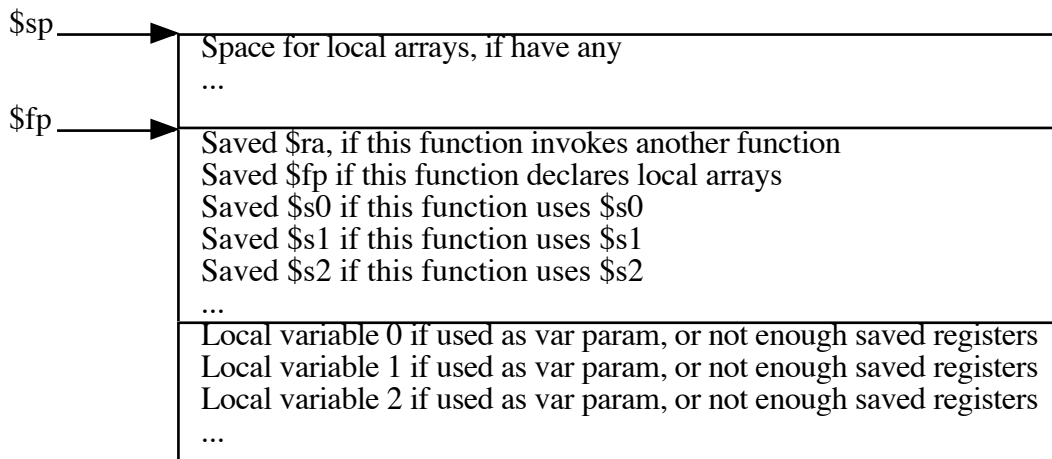 $sp
Space for local arrays, if have any
...
$fp
Saved $ra, if this function invokes another function
Saved $fp if this function declares local arrays
Saved $s0 if this function uses $s0
Saved $s1 if this function uses $s1
Saved $s2 if this function uses $s2
...
Local variable 0 if used as var param, or not enough saved registers
Local variable 1 if used as var param, or not enough saved registers
Local variable 2 if used as var param, or not enough saved registers
...